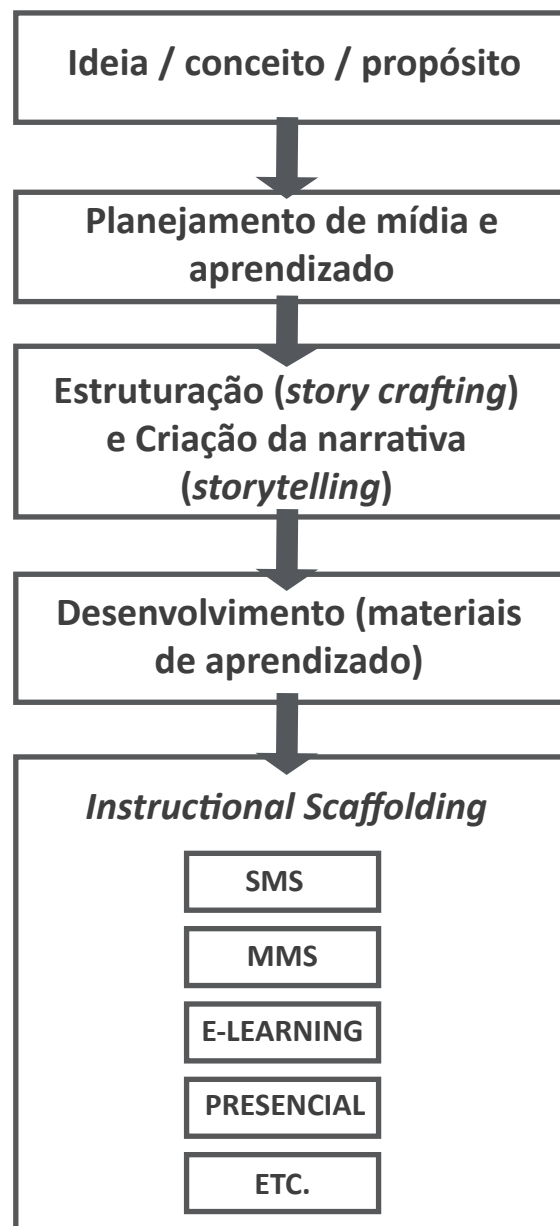 Ideia / conceito / propósito
Planejamento de mídia e
aprendizado
Estruturação (story crafting)
e Criação da narrativa
(storytelling)
Desenvolvimento (materiais
de aprendizado)
Instructional Scaffolding
SMS
MMS
E-LEARNING
PRESENCIAL
ETC.